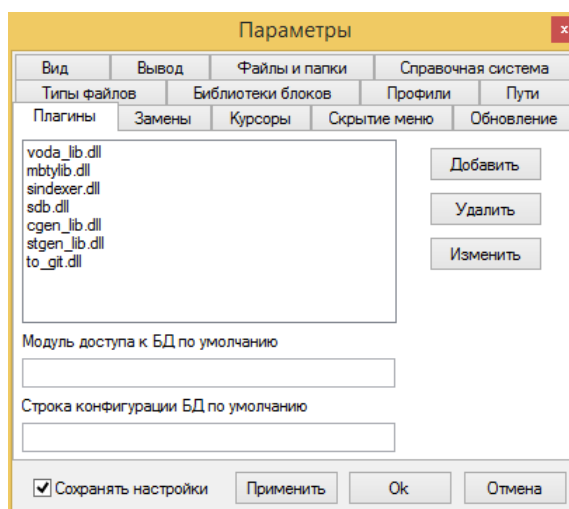 Параметры
x
Вид Вывод Файлы и папки Справочная система
Типы файлов Библиотеки блоков Профили Пути
Плагины Замены Курсоры Скрытие меню Обновление
voda_lib.dll
mbtylib.dll
sindexer.dll
sdb.dll
cgen_lib.dll
stgen_lib.dll
to_git.dll
Добавить
Удалить
Изменить
Модуль доступа к БД по умолчанию
Строка конфигурации БД по умолчанию
Сохранять настройки Применить Ok Отмена